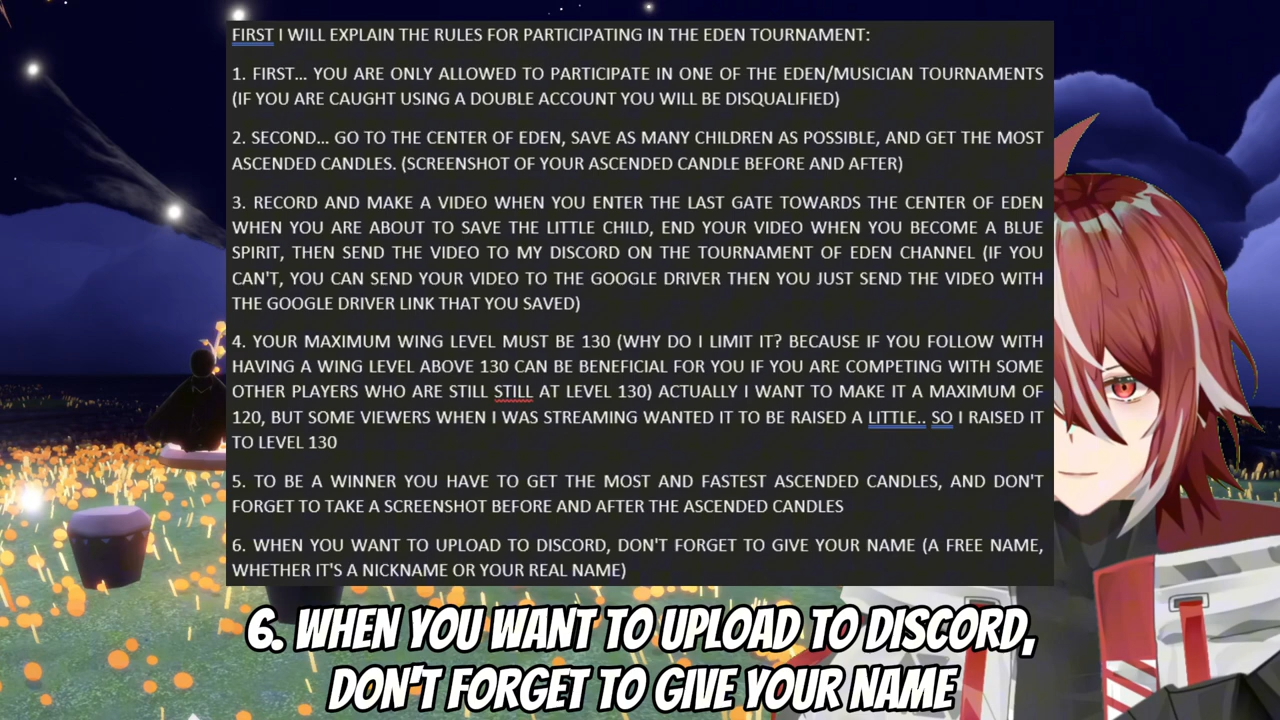 FIRST I WILL EXPLAIN THE RULES FOR PARTICIPATING IN THE EDEN TOURNAMENT:
1. FIRST... YOU ARE ONLY ALLOWED TO PARTICIPATE IN ONE OF THE EDEN/MUSICIAN TOURNAMENTS
(IF YOU ARE CAUGHT USING A DOUBLE ACCOUNT YOU WILL BE DISQUALIFIED)
2. SECOND... GO TO THE CENTER OF EDEN, SAVE AS MANY CHILDREN AS POSSIBLE, AND GET THE MOST
ASCENDED CANDLES. (SCREENSHOT OF YOUR ASCENDED CANDLE BEFORE AND AFTER)
3. RECORD AND MAKE A VIDEO WHEN YOU ENTER THE LAST GATE TOWARDS THE CENTER OF EDEN
WHEN YOU ARE ABOUT TO SAVE THE LITTLE CHILD, END YOUR VIDEO WHEN YOU BECOME A BLUE
SPIRIT, THEN SEND THE VIDEO TO MY DISCORD ON THE TOURNAMENT OF EDEN CHANNEL (IF YOU
CAN'T, YOU CAN SEND YOUR VIDEO TO THE GOOGLE DRIVER THEN YOU JUST SEND THE VIDEO WITH
THE GOOGLE DRIVER LINK THAT YOU SAVED)
4. YOUR MAXIMUM WING LEVEL MUST BE 130 (WHY DO I LIMIT IT? BECAUSE IF YOU FOLLOW WITH
HAVING A WING LEVEL ABOVE 130 CAN BE BENEFICIAL FOR YOU IF YOU ARE COMPETING WITH SOME
OTHER PLAYERS WHO ARE STILL STILL AT LEVEL 130) ACTUALLY I WANT TO MAKE IT A MAXIMUM OF
120, BUT SOME VIEWERS WHEN I WAS STREAMING WANTED IT TO BE RAISED A LITTLE.. SO I RAISED IT
TO LEVEL 130
5. TO BE A WINNER YOU HAVE TO GET THE MOST AND FASTEST ASCENDED CANDLES, AND DON'T
FORGET TO TAKE A SCREENSHOT BEFORE AND AFTER THE ASCENDED CANDLES
6. WHEN YOU WANT TO UPLOAD TO DISCORD, DON'T FORGET TO GIVE YOUR NAME (A FREE NAME,
WHETHER IT'S A NICKNAME OR YOUR REAL NAME)
6. WHEN YOU WANT TO UPLOAD TO DISCORD,
DON'T FORGET TO GIVE YOUR NAME